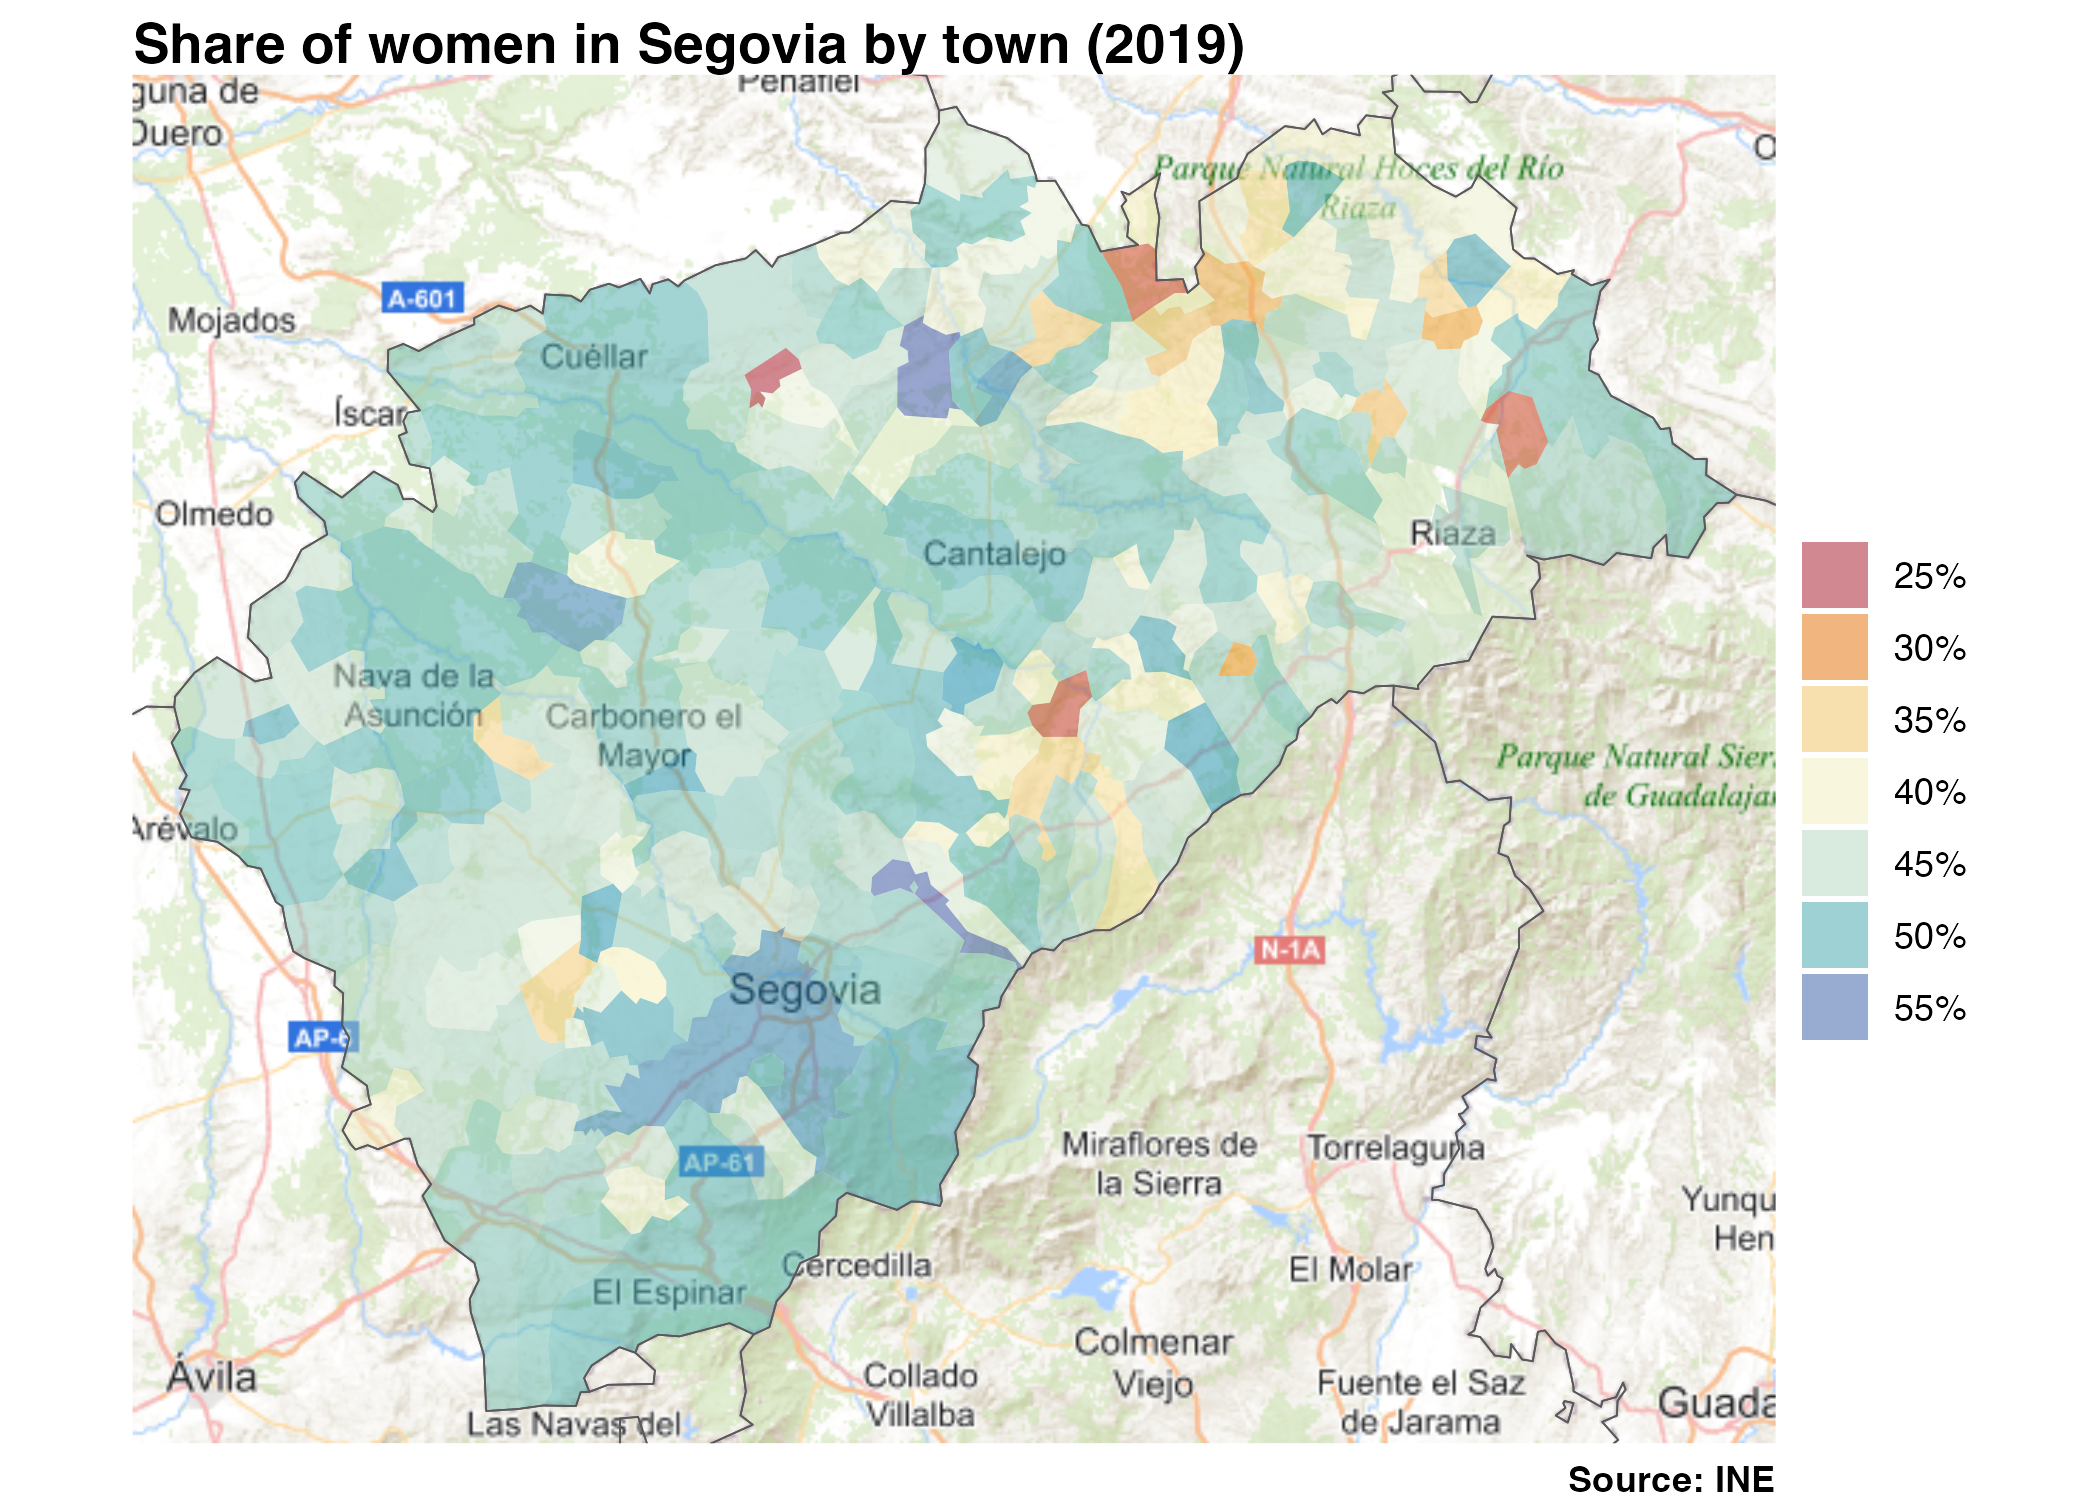 Share of women in Segovia by town (2019)
guna de
Duero
Peñafiel
Parque Natural Hoces del Río
Riaza
A-601
Mojados
Cuéllar
Íscar
Olmedo
Cantalejo
Riaza
25%
30%
35%
40%
45%
50%
55%
Nava de la
Asunción
Carbonero el
Mayor
Parque Natural Sier
de Guadalajar
Arévalo
N-1A
Segovia
AP-6
AP-61
Miraflores de
la Sierra
Torrelaguna
Yunqu
Hen
Cercedilla
El Molar
El Espinar
Colmenar
Viejo
Ávila
Collado
Villalba
Fuente el Saz
de Jarama
Guada
Las Navas del
Source: INE